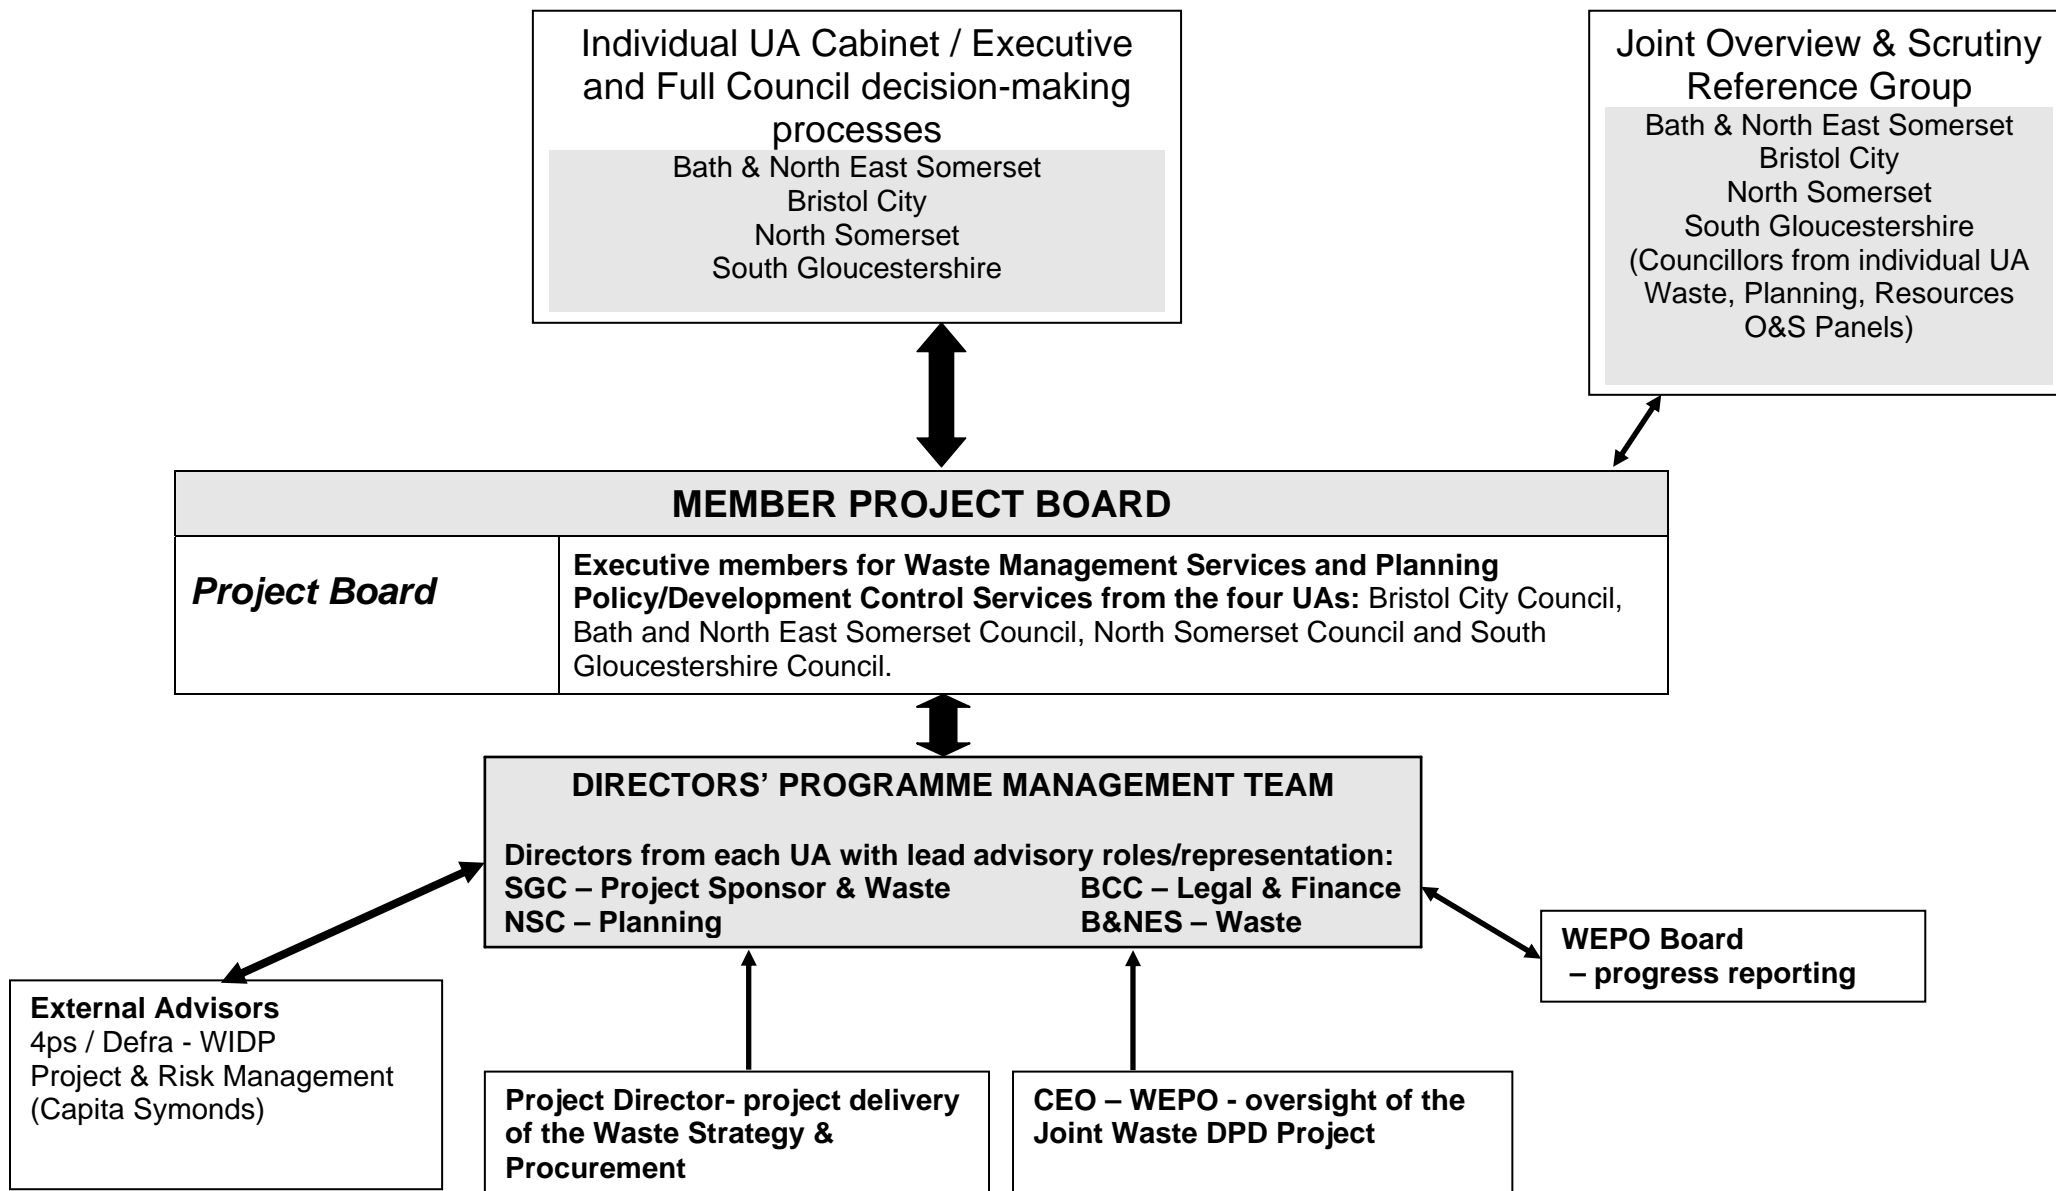 Individual UA Cabinet / Executive
and Full Council decision-making
processes
Bath & North East Somerset
Bristol City
North Somerset
South Gloucestershire
Joint Overview & Scrutiny
Reference Group
Bath & North East Somerset
Bristol City
North Somerset
South Gloucestershire
(Councillors from individual UA
Waste, Planning, Resources
O&S Panels)
MEMBER PROJECT BOARD
Project Board
Executive members for Waste Management Services and Planning
Policy/Development Control Services from the four UAs: Bristol City Council,
Bath and North East Somerset Council, North Somerset Council and South
Gloucestershire Council.
DIRECTORS’ PROGRAMME MANAGEMENT TEAM
Directors from each UA with lead advisory roles/representation:
SGC – Project Sponsor & Waste BCC – Legal & Finance
NSC – Planning B&NES – Waste
WEPO Board
– progress reporting
External Advisors
4ps / Defra - WIDP
Project & Risk Management
(Capita Symonds)
Project Director- project delivery
of the Waste Strategy &
Procurement
CEO – WEPO - oversight of the
Joint Waste DPD Project